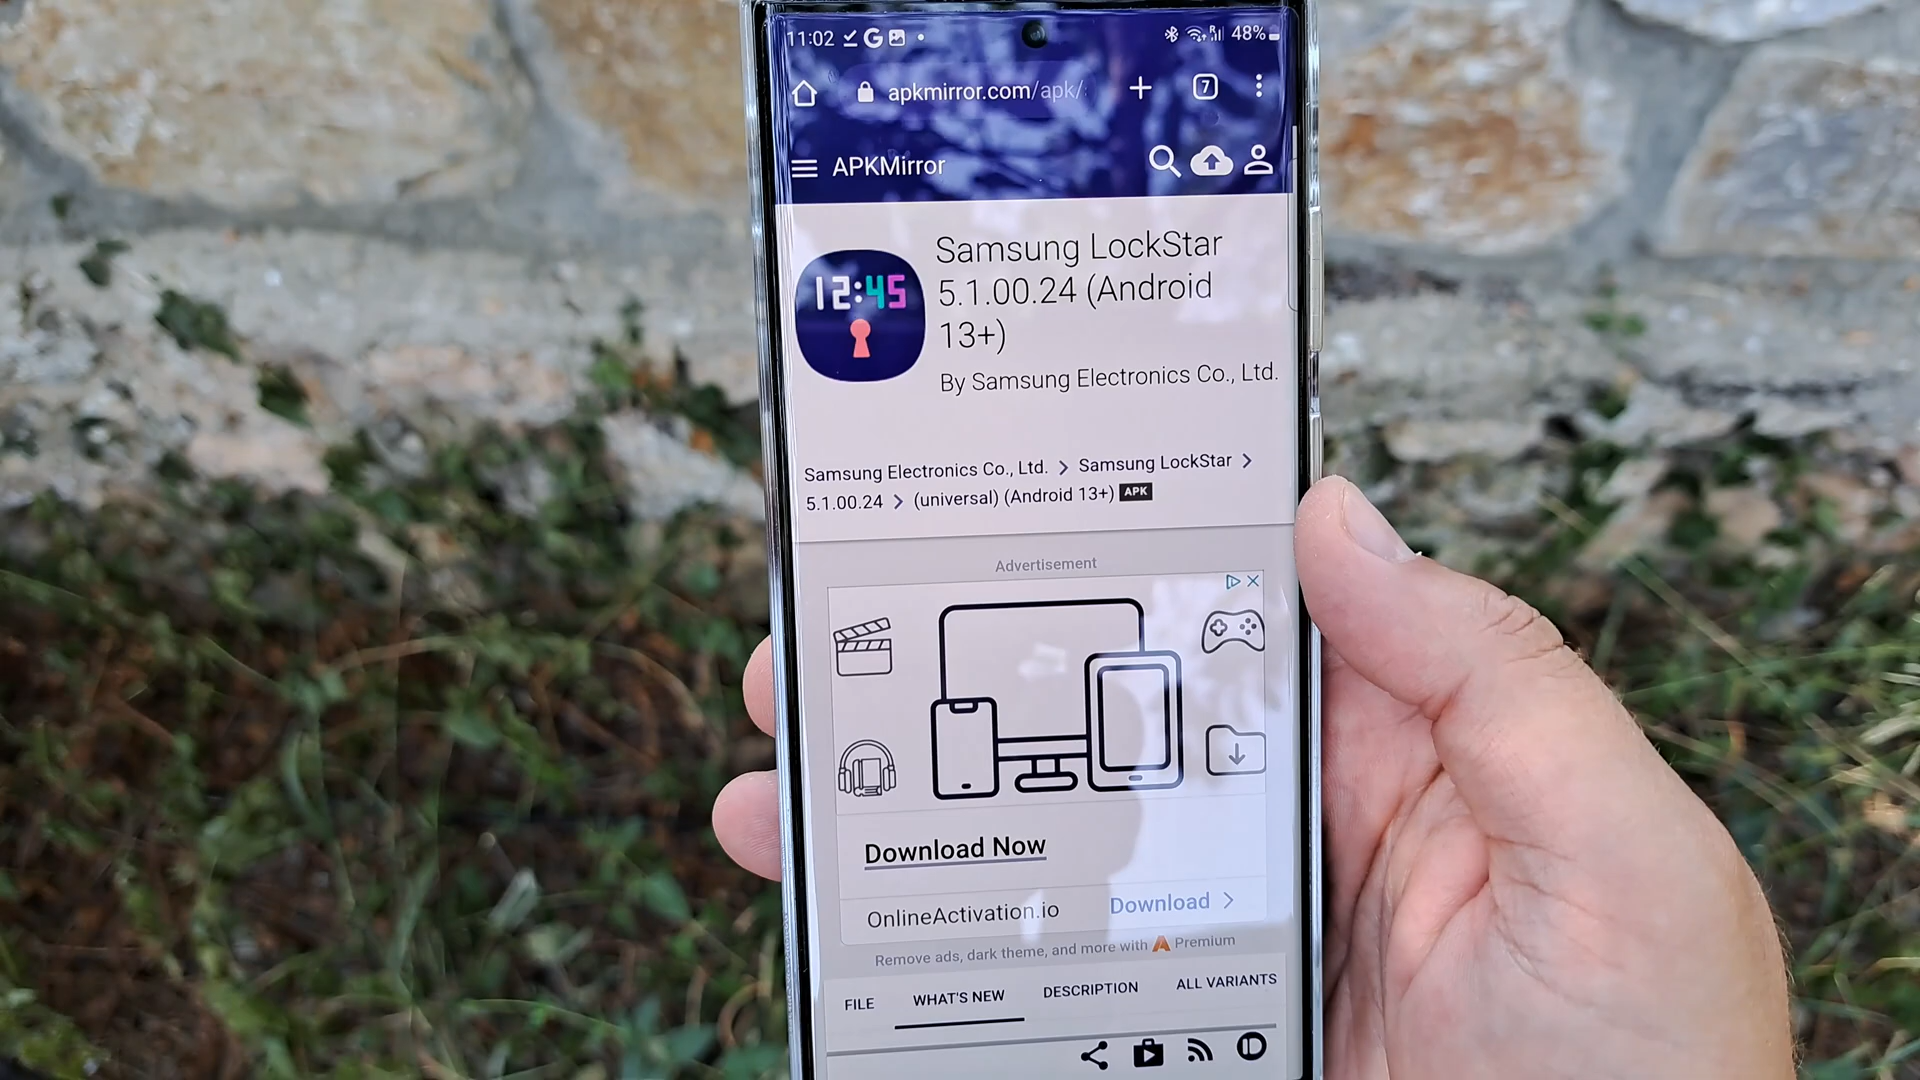 11:02
48%
apkmirror.com/apk/
7
APKMirror
12:45
Samsung LockStar
5.1.00.24 (Android
13+)
By Samsung Electronics Co., Ltd.
Samsung Electronics Co., Ltd. > Samsung LockStar >
5.1.00.24 > (universal) (Android 13+) APK
Advertisement
Download Now
OnlineActivation.io
Download >
Remove ads, dark theme, and more with Premium
FILE
WHAT'S NEW
DESCRIPTION
ALL VARIANTS